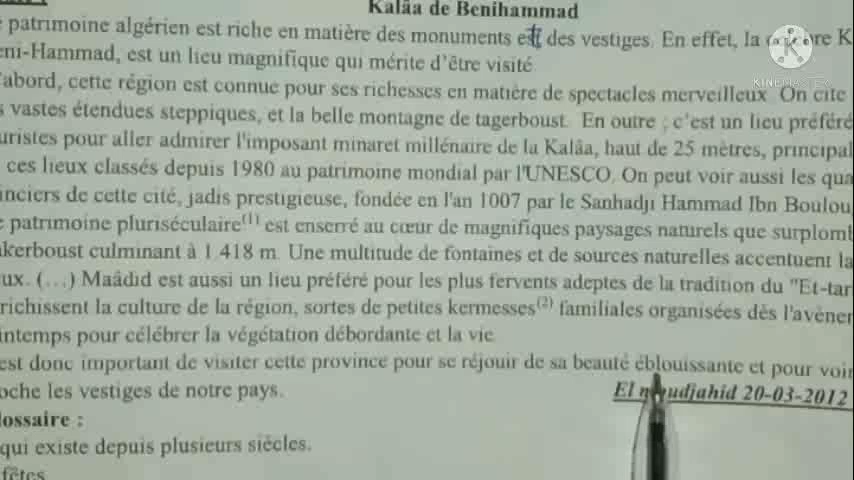 Kalâa de Benihammad
patrimoine algérien est riche en matière des monuments et des vestiges. En effet, la
eni-Hammad, est un lieu magnifique qui mérite d'être visité
'abord, cette région est connue pour ses richesses en matière de spectacles merveilleux. On cite
s vastes étendues steppiques, et la belle montagne de tagerboust. En outre ; c'est un lieu préféré
uristes pour aller admirer l'imposant minaret millénaire de la Kalâa, haut de 25 mètres, principal
ces lieux classés depuis 1980 au patrimoine mondial par l'UNESCO. On peut voir aussi les qua
inciers de cette cité, jadis prestigieuse, fondée en l'an 1007 par le Sanhadji Hammad Ibn Boulou
e patrimoine pluriséculaire(1) est enserré au cœur de magnifiques paysages naturels que surplomb
akerboust culminant à 1 418 m. Une multitude de fontaines et de sources naturelles accentuent la
ux. (...) Maâdid est aussi un lieu préféré pour les plus fervents adeptes de la tradition du "Et-tar
richissent la culture de la région, sortes de petites kermesses(2) familiales organisées dès l'avène
intemps pour célébrer la végétation débordante et la vie
est donc important de visiter cette province pour se réjouir de sa beauté éblouissante et pour voir
oche les vestiges de notre pays.
El moudjahid 20-03-2012
lossaire :
qui existe depuis plusieurs siècles.
fêtes
K
KINEMASTER